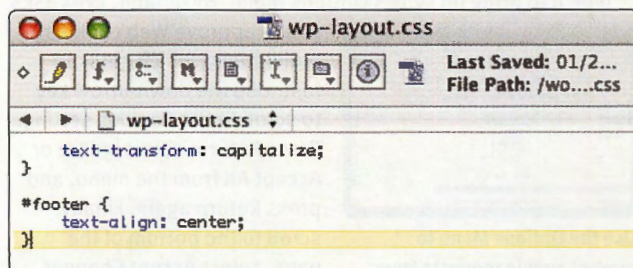 wp-layout.css
Last Saved: 01/2...
File Path: /wo....css
wp-layout.css
text-transform: capitalize;
}
#footer {
text-align: center;
}